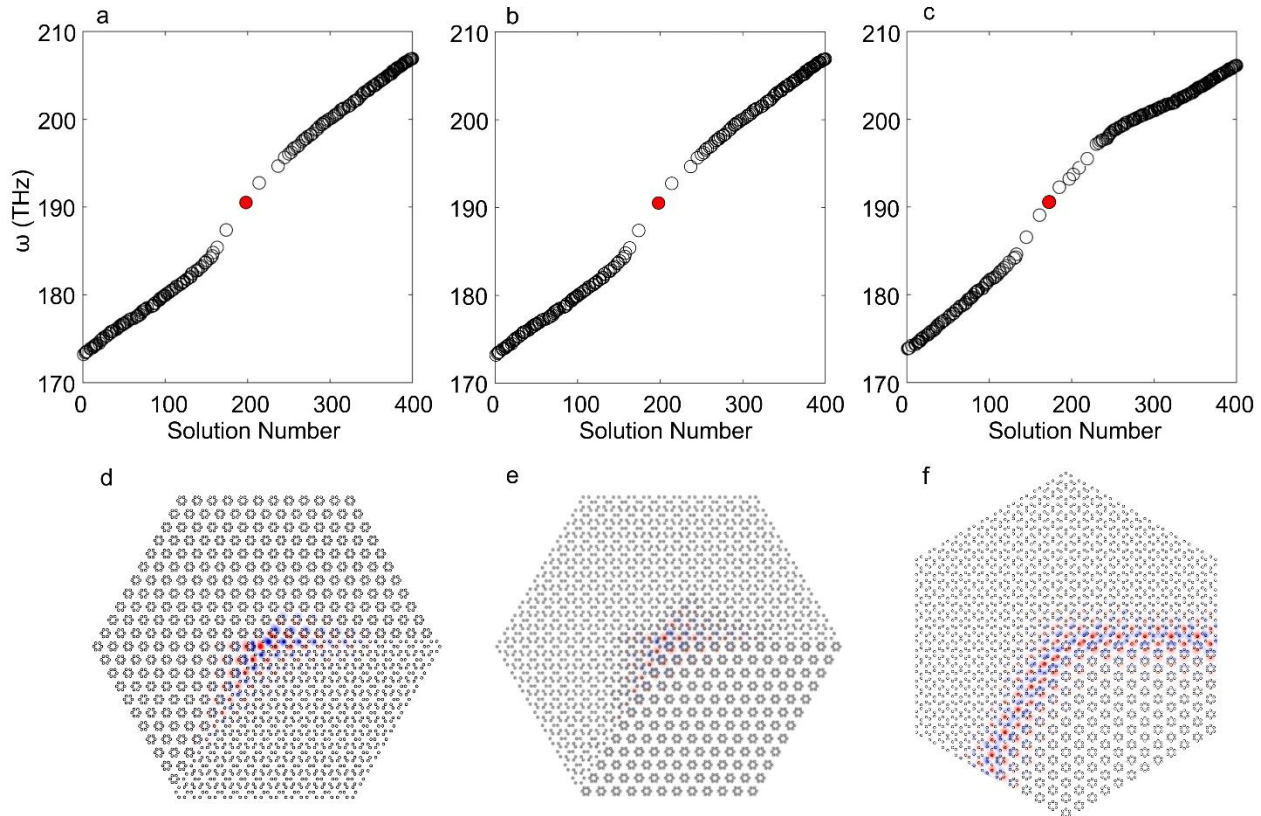 a b c
210 210 210
200 200 200
190 190 190
180 180 180
170 170 170
ω (THz)
0 100 200 300 400 0 100 200 300 400 0 100 200 300 400
Solution Number Solution Number Solution Number
d e f